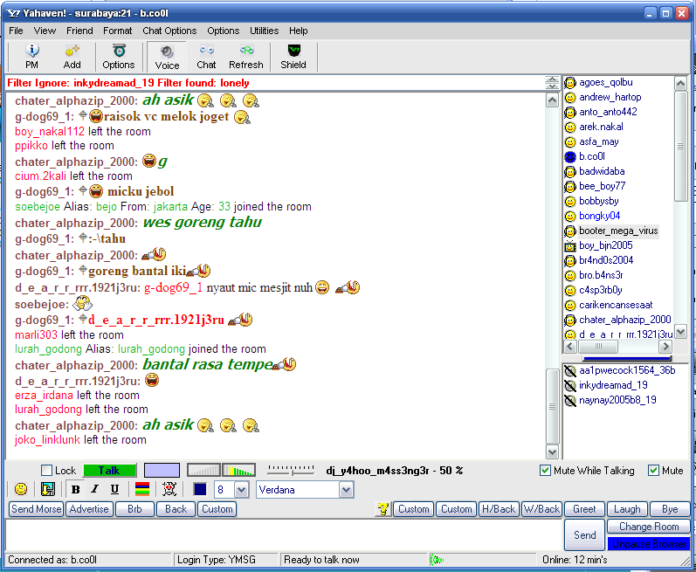 Yahaven! - surabaya:21 - b.co0l
File View Friend Format Chat Options Options Utilities Help
PM Add Options Voice Chat Refresh Shield
Filter Ignore: inkydreamad_19 Filter found: lonely
chater_alphazip_2000: ah asik
g-dog69_1: raisok vc melok joget
boy_nakal112 left the room
ppikko left the room
chater_alphazip_2000: g
cium.2kali left the room
g-dog69_1: micku jebol
soebejoe Alias: bejo From: jakarta Age: 33 joined the room
chater_alphazip_2000: wes goreng tahu
g-dog69_1: :-\tahu
chater_alphazip_2000:
g-dog69_1: goreng bantal iki
d_e_a_r_r_rrr.1921j3ru: g-dog69_1 nyaut mic mesjit nuh
soebejoe:
g-dog69_1: d_e_a_r_r_rrr.1921j3ru
marli303 left the room
lurah_godong Alias: lurah_godong joined the room
chater_alphazip_2000: bantal rasa tempe
d_e_a_r_r_rrr.1921j3ru:
erza_irdana left the room
lurah_godong left the room
chater_alphazip_2000: ah asik
joko_linklunk left the room
agoes_qolbu
andrew_hartop
anto_anto442
arek.nakal
asfa_may
b.co0l
badwidaba
bee_boy77
bobbysby
bongky04
booter_mega_virus
boy_bjn2005
br4nd0s2004
bro.b4ns3r
c4sp3rb0y
carikencansesaat
chater_alphazip_2000
d_e_a_r_r_rrr.1921j3ru
aa1pwecock1564_36b
inkydreamad_19
naynay2005b8_19
Lock Talk dj_y4hoo_m4ss3ng3r - 50 % Mute While Talking Mute
B I U 8 Verdana
Send Morse Advertise Brb Back Custom Custom Custom H/Back W/Back Greet Laugh Bye
Send Change Room
Connected as: b.co0l Login Type: YMSG Ready to talk now Online: 12 min's